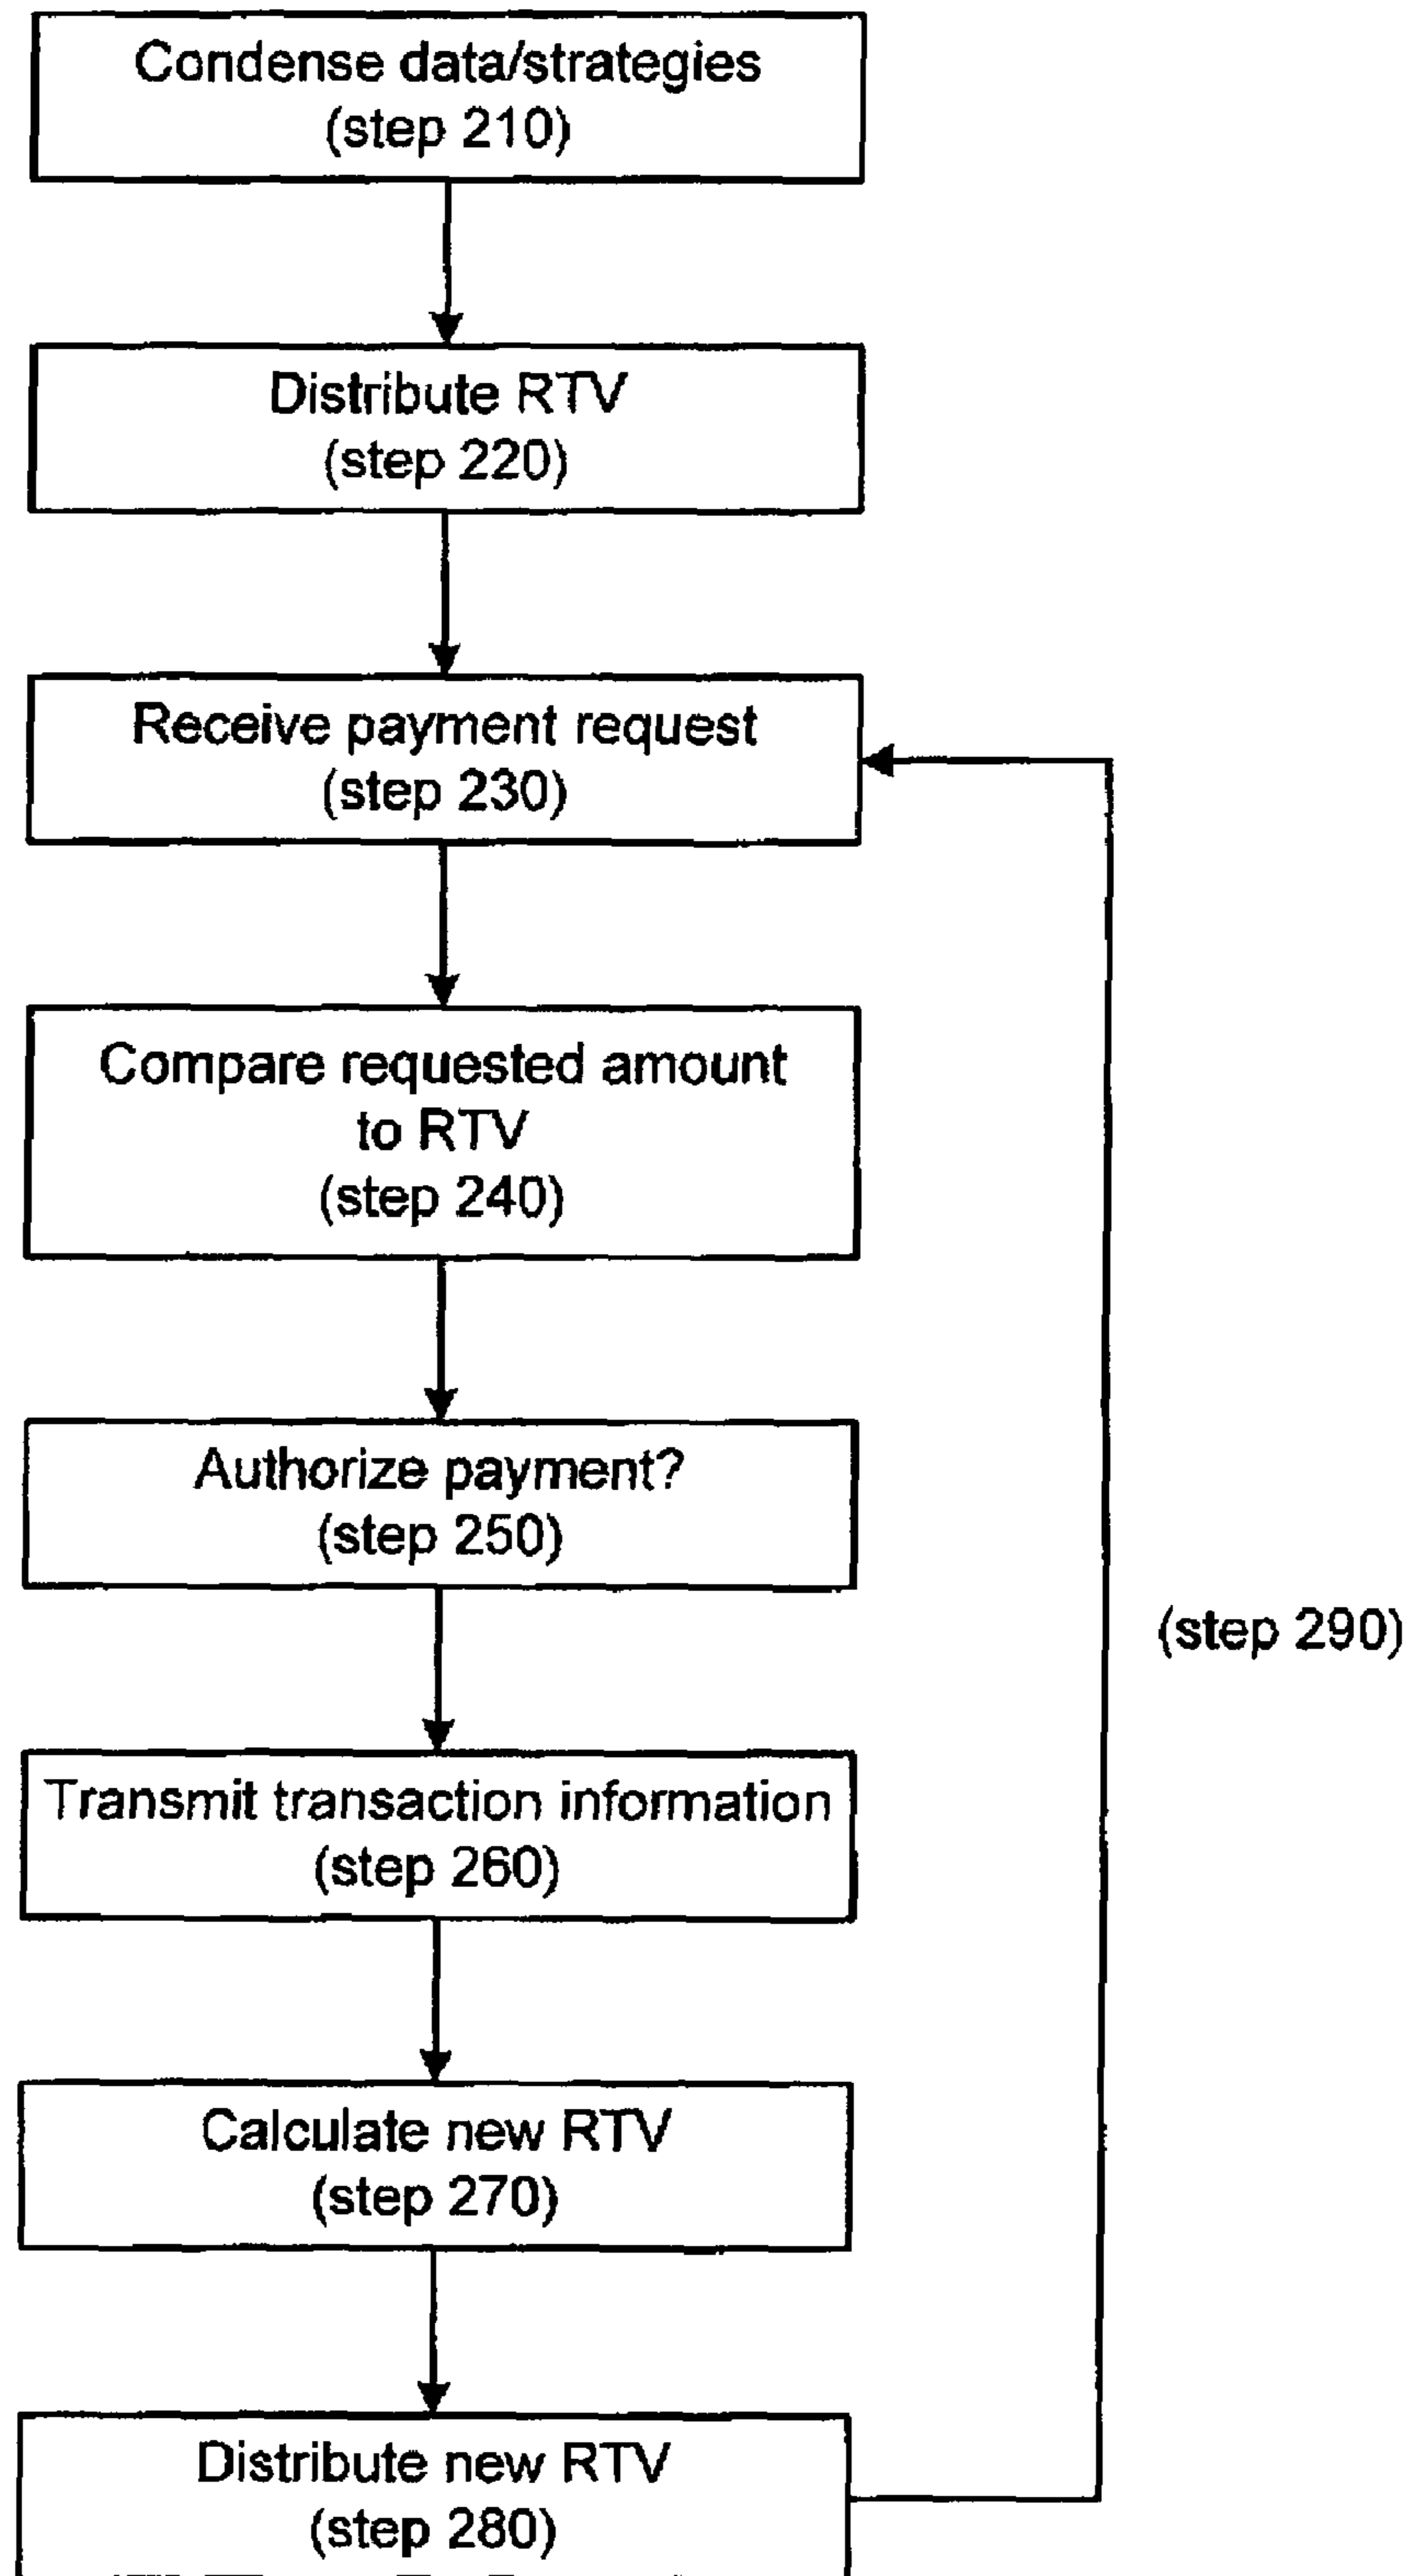 Condense data/strategies
(step 210)
Distribute RTV
(step 220)
Receive payment request
(step 230)
Compare requested amount
to RTV
(step 240)
Authorize payment?
(step 250)
(step 290)
Transmit transaction information
(step 260)
Calculate new RTV
(step 270)
Distribute new RTV
(step 280)